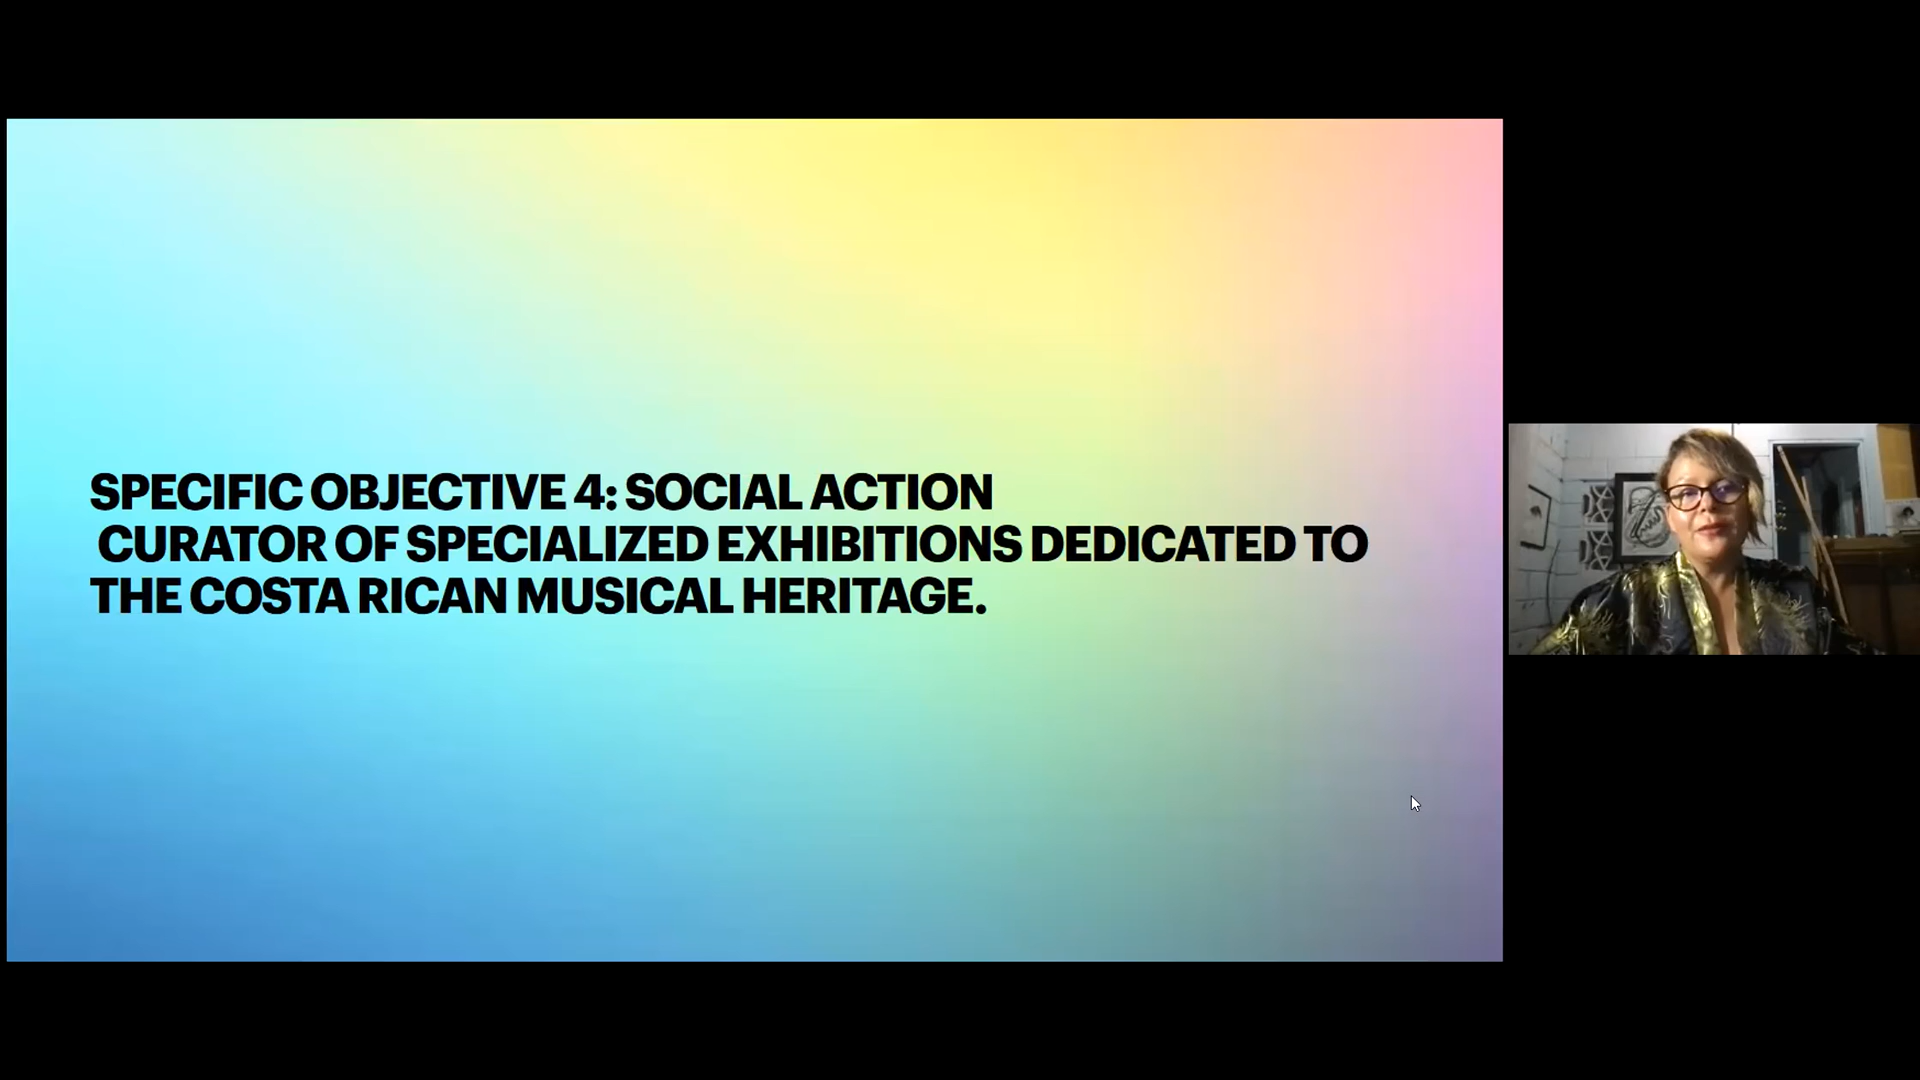 SPECIFIC OBJECTIVE 4: SOCIAL ACTION
CURATOR OF SPECIALIZED EXHIBITIONS DEDICATED TO
THE COSTA RICAN MUSICAL HERITAGE.